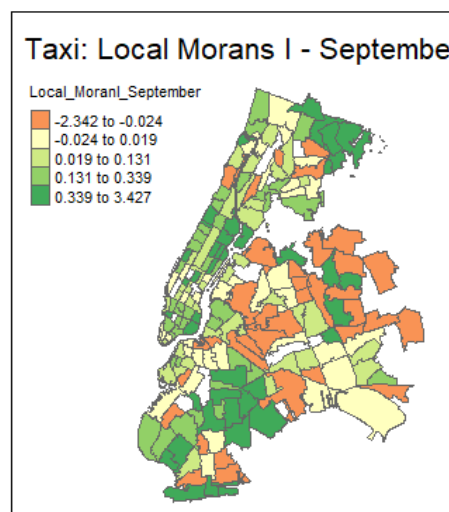 Taxi: Local Morans I - Septembe
Local_MoranI_September
-2.342 to -0.024
-0.024 to 0.019
0.019 to 0.131
0.131 to 0.339
0.339 to 3.427